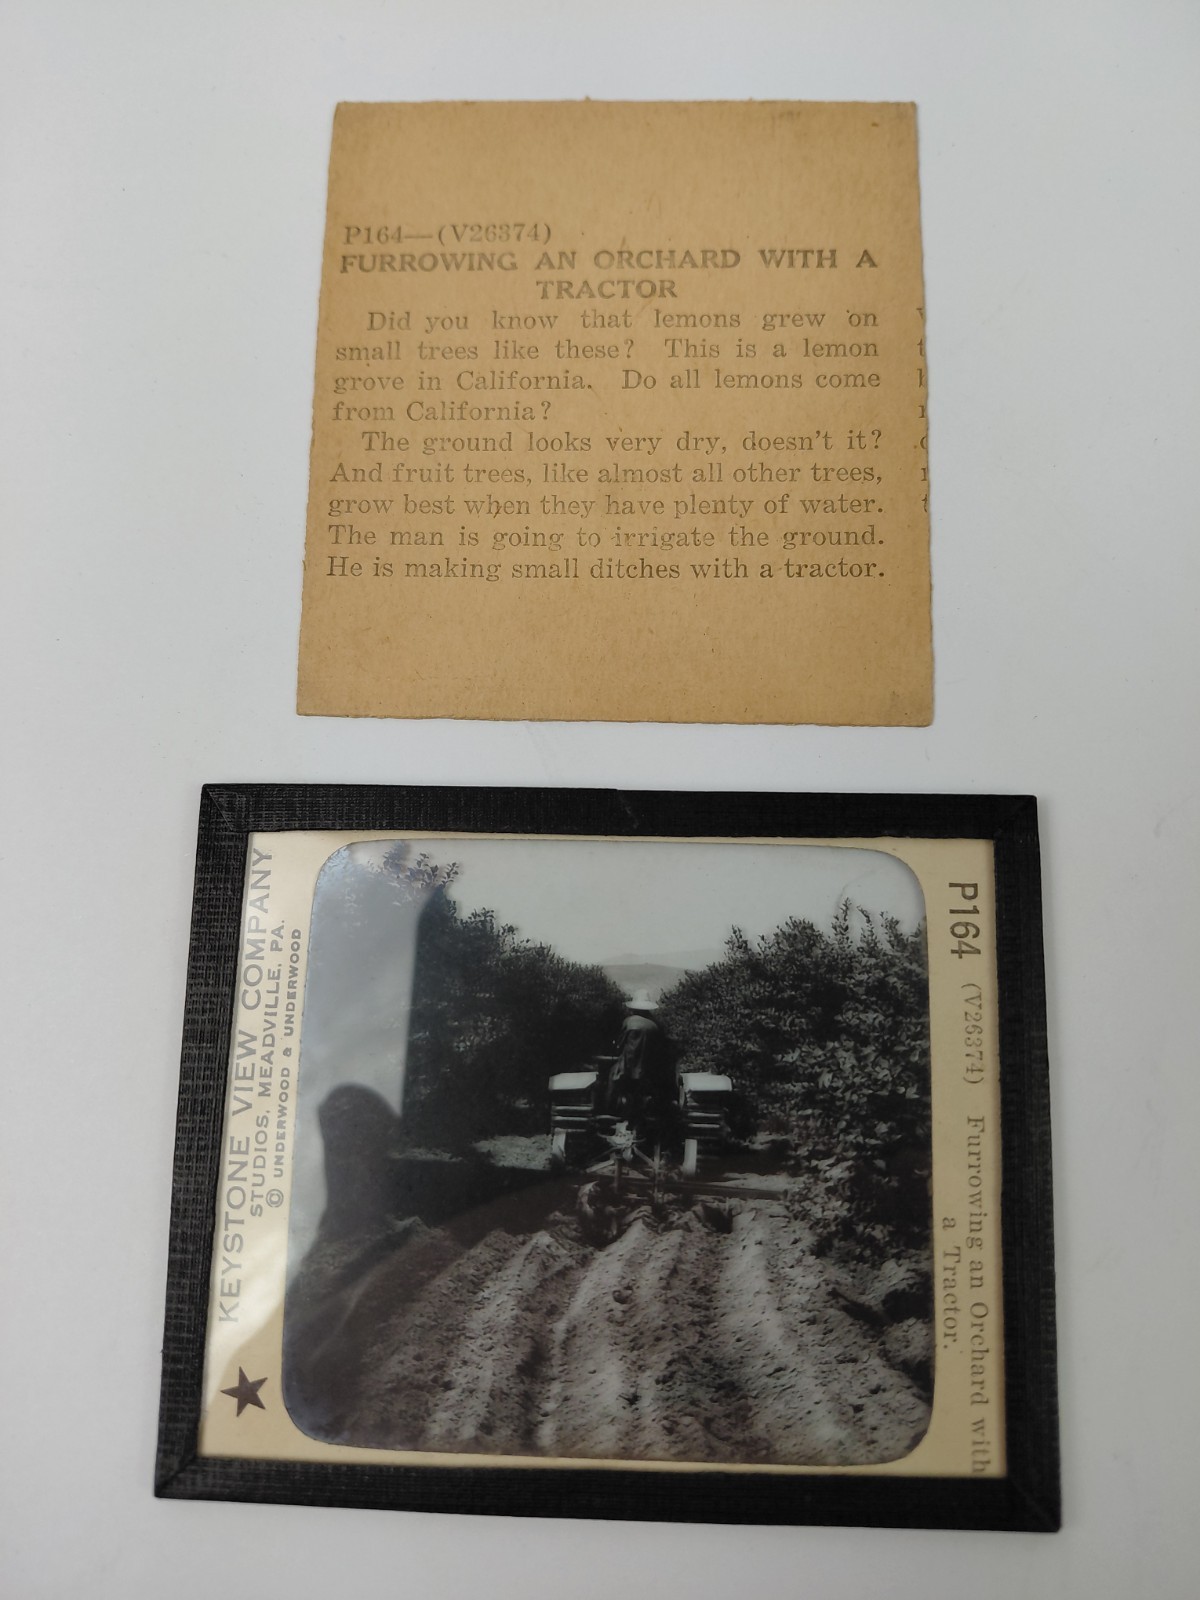 P164—(V26374)
FURROWING AN ORCHARD WITH A
TRACTOR
Did you know that lemons grew on
small trees like these? This is a lemon
grove in California. Do all lemons come
from California?
The ground looks very dry, doesn't it?
And fruit trees, like almost all other trees,
grow best when they have plenty of water.
The man is going to irrigate the ground.
He is making small ditches with a tractor.
KEYSTONE VIEW COMPANY
STUDIOS, MEADVILLE, PA.
© UNDERWOOD & UNDERWOOD
P164 (V26374) Furrowing an Orchard with
a Tractor.